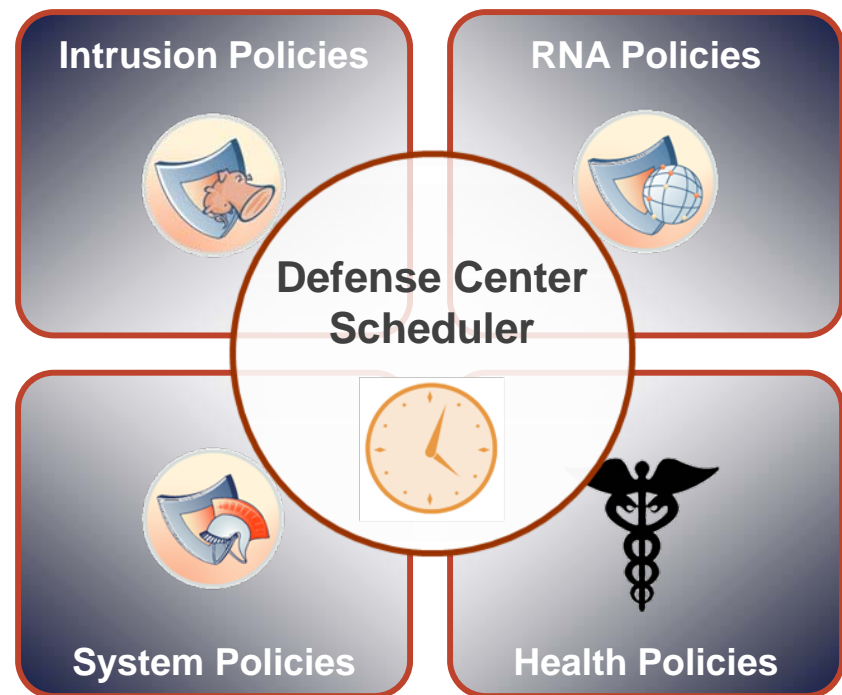 Intrusion Policies
RNA Policies
Defense Center
Scheduler
System Policies
Health Policies